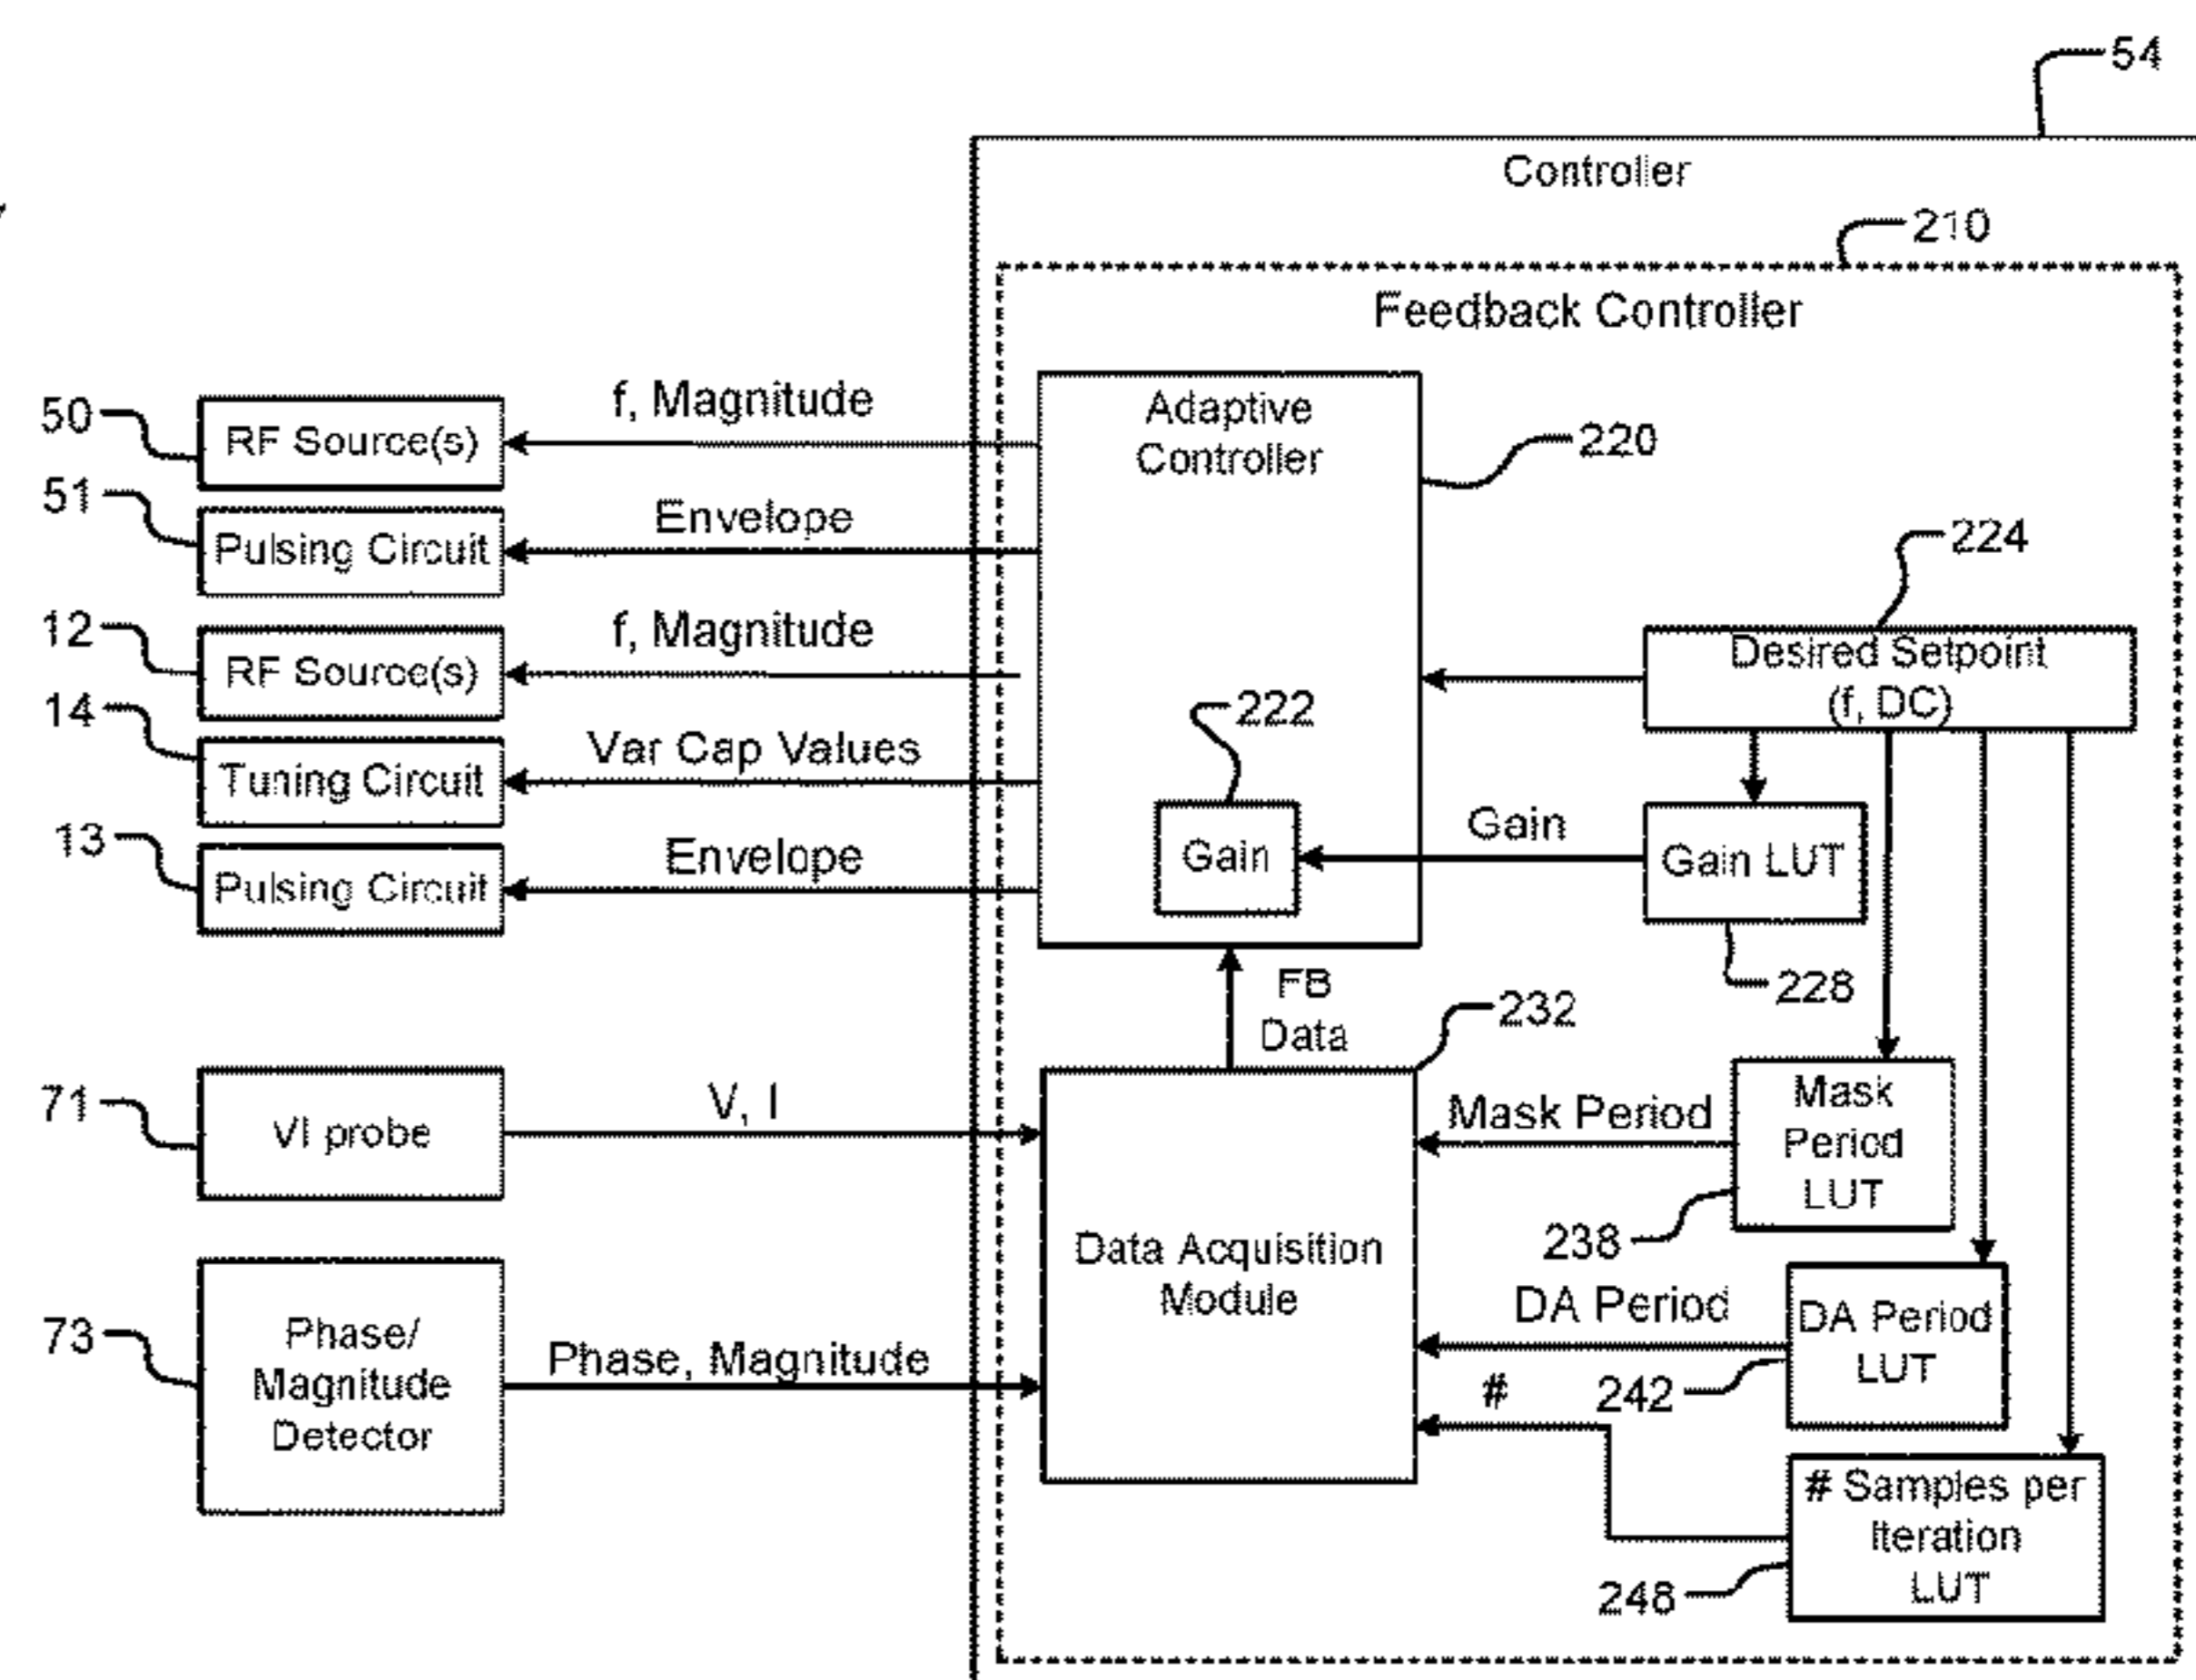 54
Controller
210
Feedback Controller
50
RF Source(s)
f, Magnitude
Adaptive
Controller
220
51
Pulsing Circuit
Envelope
224
12
RF Source(s)
f, Magnitude
Desired Setpoint
(f, DC)
14
Tuning Circuit
Var Cap Values
222
13
Pulsing Circuit
Envelope
Gain
Gain
Gain LUT
228
FB
Data
232
71
VI probe
V, I
Mask Period
Mask
Period
LUT
238
Data Acquisition
Module
DA Period
DA Period
LUT
242
73
Phase/
Magnitude
Detector
Phase, Magnitude
#
# Samples per
Iteration
LUT
248